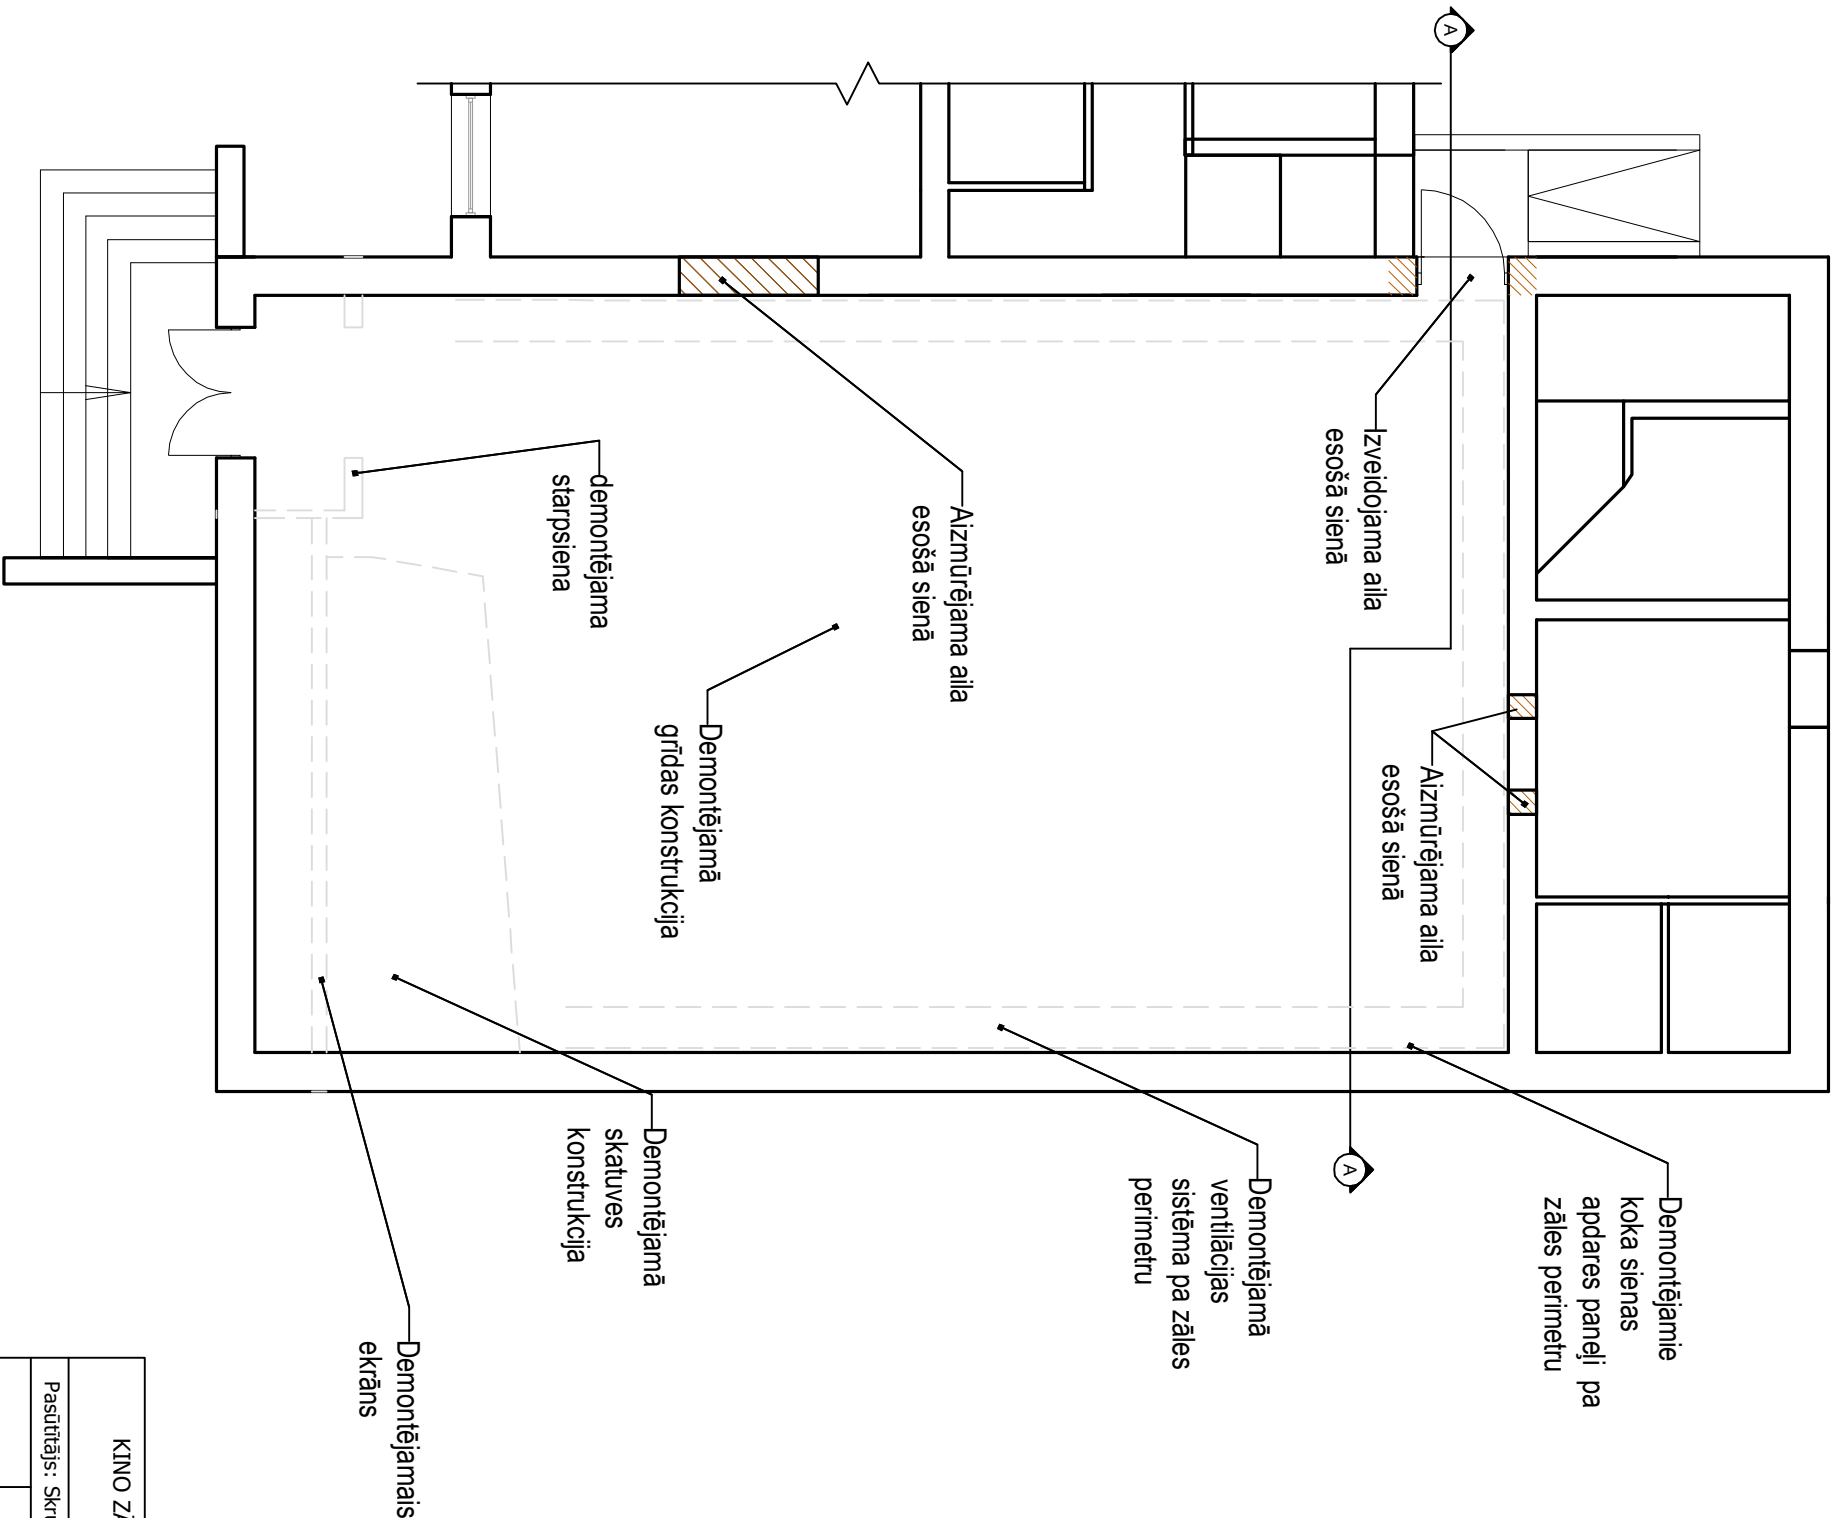 A
Izveidojama aila
esošā sienā
Aizmūrējama aila
esošā sienā
demontējama
starpsiena
Demontējamā
grīdas konstrukcija
Aizmūrējama aila
esošā sienā
A
Demontējamie
koka sienas
apdares paneļi pa
zāles perimetru
Demontējamā
ventilācijas
sistēma pa zāles
perimetru
Demontējamā
skatuves
konstrukcija
Demontējamais
ekrāns
KINO
Pasūtītājs: